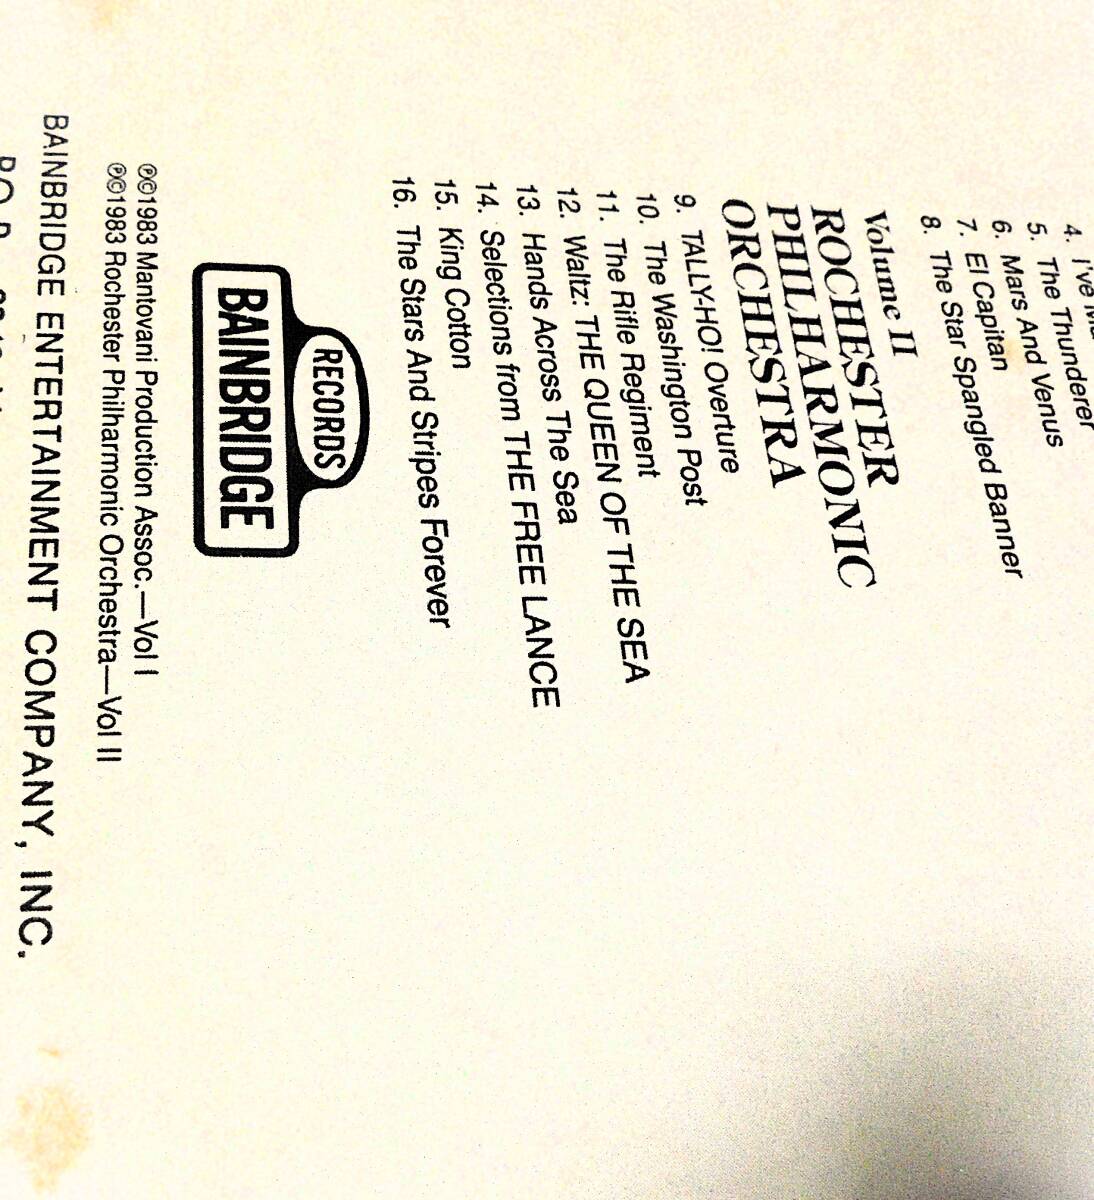 4. I've
5. The Thunderer
6. Mars And Venus
7. El Capitan
8. The Star Spangled Banner
Volume II
ROCHESTER
PHILHARMONIC
ORCHESTRA
9. TALLY-HO! Overture
10. The Washington Post
11. The Rifle Regiment
12. Waltz: THE QUEEN OF THE SEA
13. Hands Across The Sea
14. Selections from THE FREE LANCE
15. King Cotton
16. The Stars And Stripes Forever
RECORDS
BAINBRIDGE
℗©1983 Mantovani Production Assoc.—Vol I
℗©1983 Rochester Philharmonic Orchestra—Vol II
BAINBRIDGE ENTERTAINMENT COMPANY, INC.